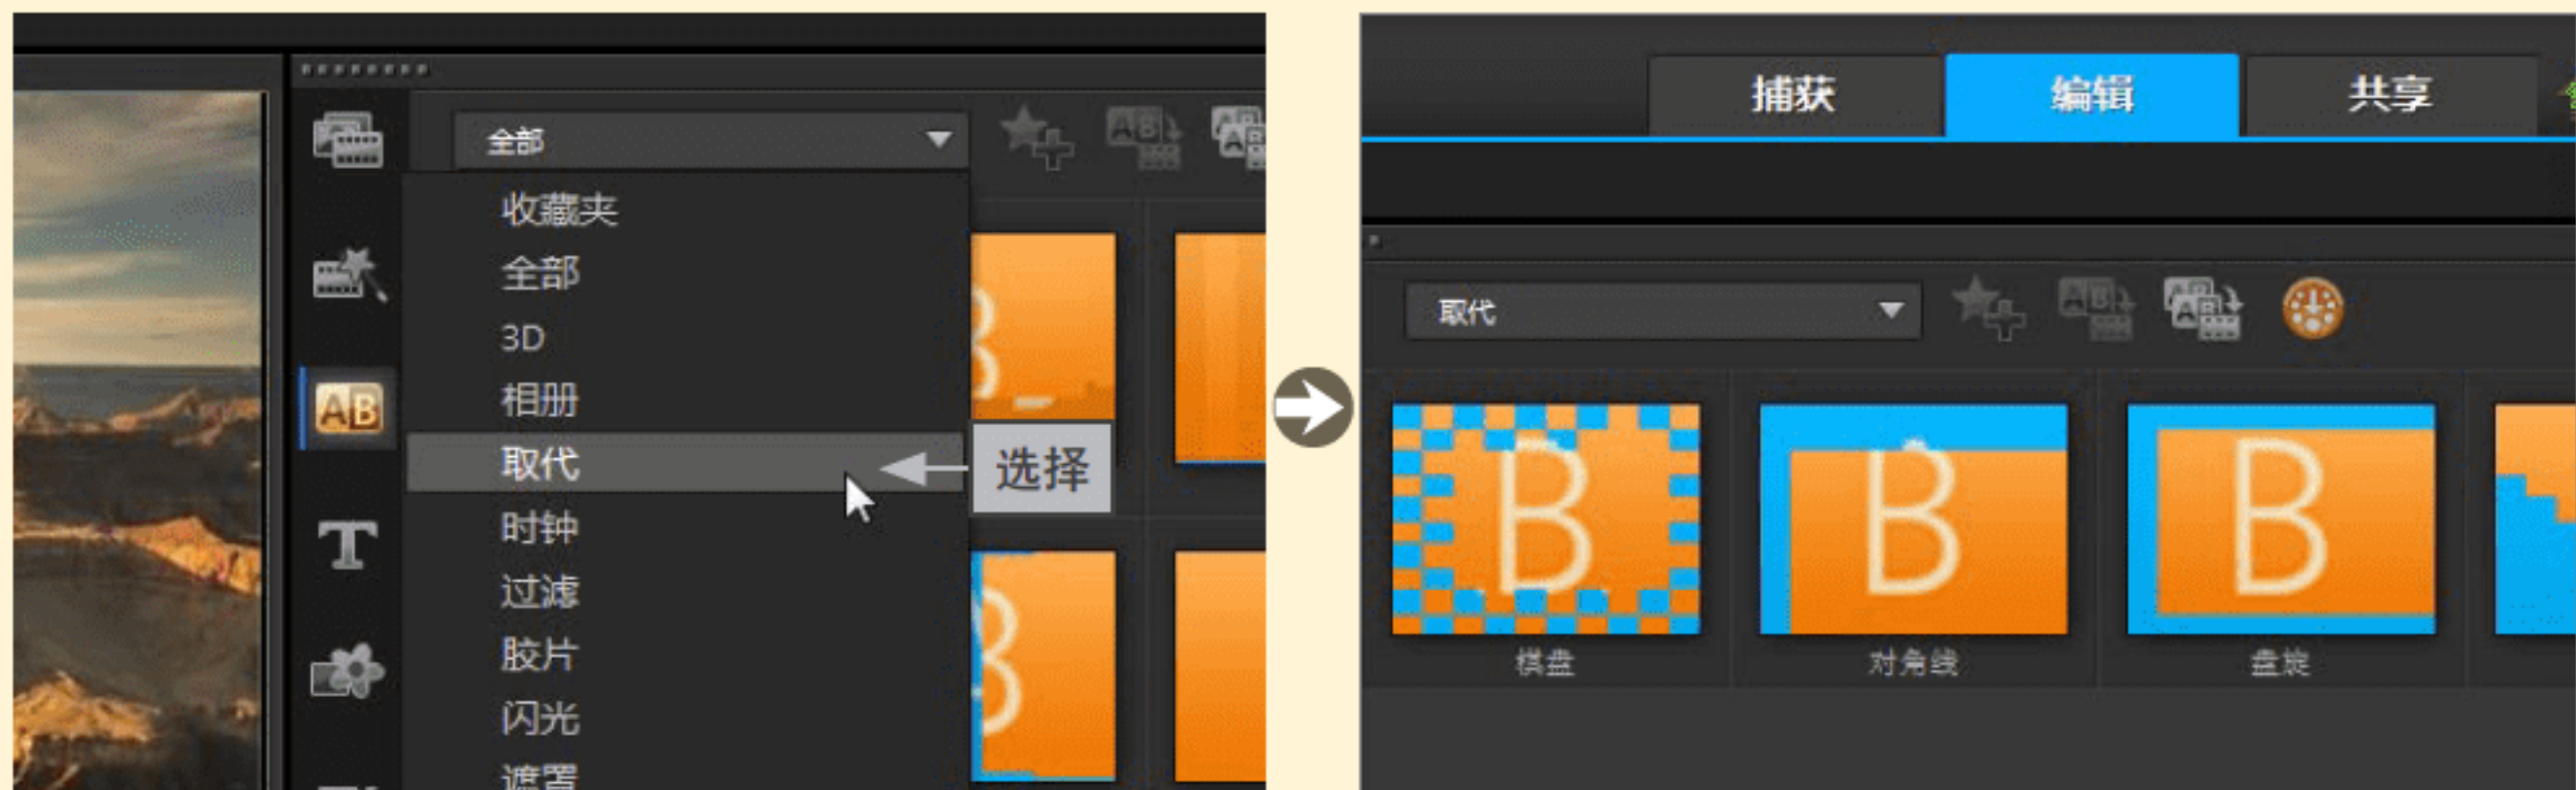 全部
收藏夹
全部
3D
相册
取代
选择
时钟
过滤
胶片
闪光
遮罩
AB
T
捕获
编辑
共享
取代
B
B
B
棋盘
对角线
盘旋